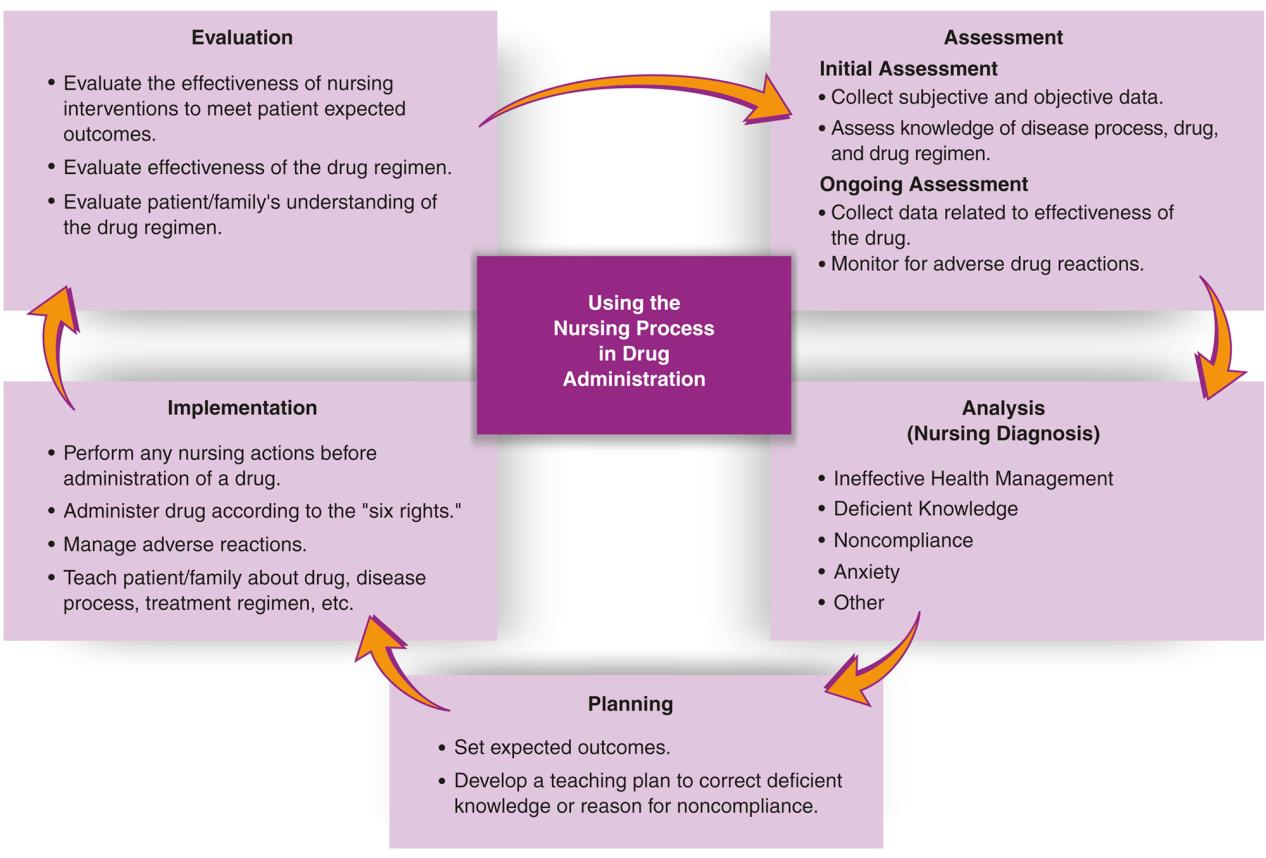 Evaluation
• Evaluate the effectiveness of nursing
interventions to meet patient expected
outcomes.
• Evaluate effectiveness of the drug regimen.
• Evaluate patient/family's understanding of
the drug regimen.
Assessment
Initial Assessment
• Collect subjective and objective data.
• Assess knowledge of disease process, drug,
and drug regimen.
Ongoing Assessment
• Collect data related to effectiveness of
the drug.
• Monitor for adverse drug reactions.
Using the
Nursing Process
in Drug
Administration
Implementation
• Perform any nursing actions before
administration of a drug.
• Administer drug according to the "six rights."
• Manage adverse reactions.
• Teach patient/family about drug, disease
process, treatment regimen, etc.
Analysis
(Nursing Diagnosis)
• Ineffective Health Management
• Deficient Knowledge
• Noncompliance
• Anxiety
• Other
Planning
• Set expected outcomes.
• Develop a teaching plan to correct deficient
knowledge or reason for noncompliance.